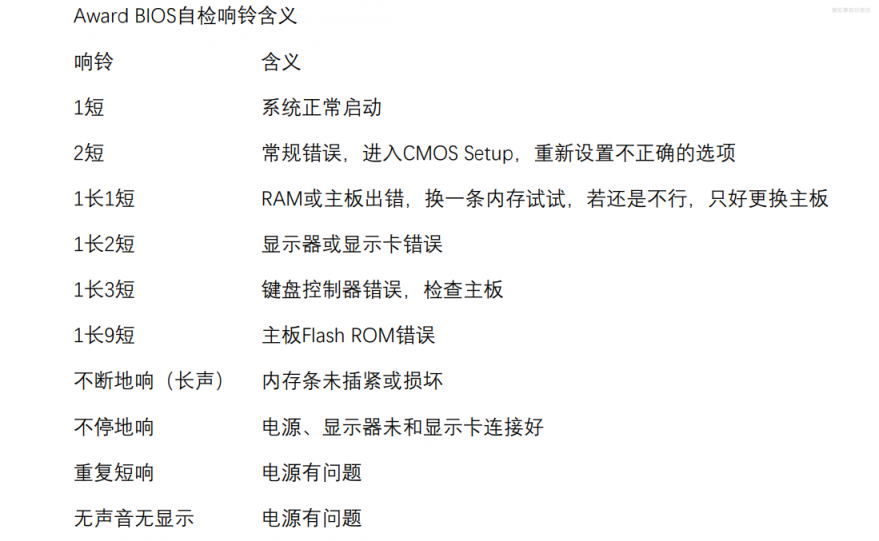 Award BIOS自检响铃含义
响铃 含义
1短 系统正常启动
2短 常规错误，进入CMOS Setup，重新设置不正确的选项
1长1短 RAM或主板出错，换一条内存试试，若还是不行，只好更换主板
1长2短 显示器或显示卡错误
1长3短 键盘控制器错误，检查主板
1长9短 主板Flash ROM错误
不断地响（长声） 内存条未插紧或损坏
不停地响 电源、显示器未和显示卡连接好
重复短响 电源有问题
无声音无显示 电源有问题